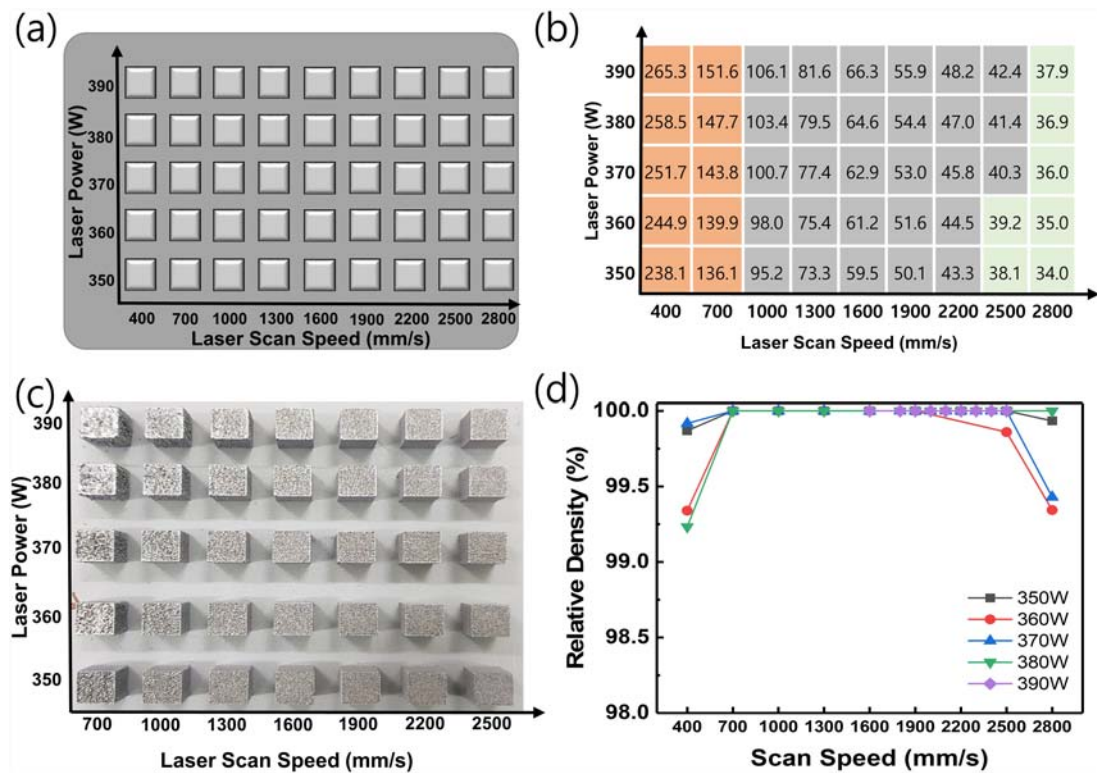 (a)
Laser Power (W)
390
380
370
360
350
400 700 1000 1300 1600 1900 2200 2500 2800
Laser Scan Speed (mm/s)
(b)
Laser Power (W)
390 265.3 151.6 106.1 81.6 66.3 55.9 48.2 42.4 37.9
380 258.5 147.7 103.4 79.5 64.6 54.4 47.0 41.4 36.9
370 251.7 143.8 100.7 77.4 62.9 53.0 45.8 40.3 36.0
360 244.9 139.9 98.0 75.4 61.2 51.6 44.5 39.2 35.0
350 238.1 136.1 95.2 73.3 59.5 50.1 43.3 38.1 34.0
400 700 1000 1300 1600 1900 2200 2500 2800
Laser Scan Speed (mm/s)
(c)
Laser Power (W)
390
380
370
360
350
700 1000 1300 1600 1900 2200 2500
Laser Scan Speed (mm/s)
(d)
Relative Density (%)
100.0
99.5
99.0
98.5
98.0
350W
360W
370W
380W
390W
400 700 1000 1300 1600 1900 2200 2500 2800
Scan Speed (mm/s)